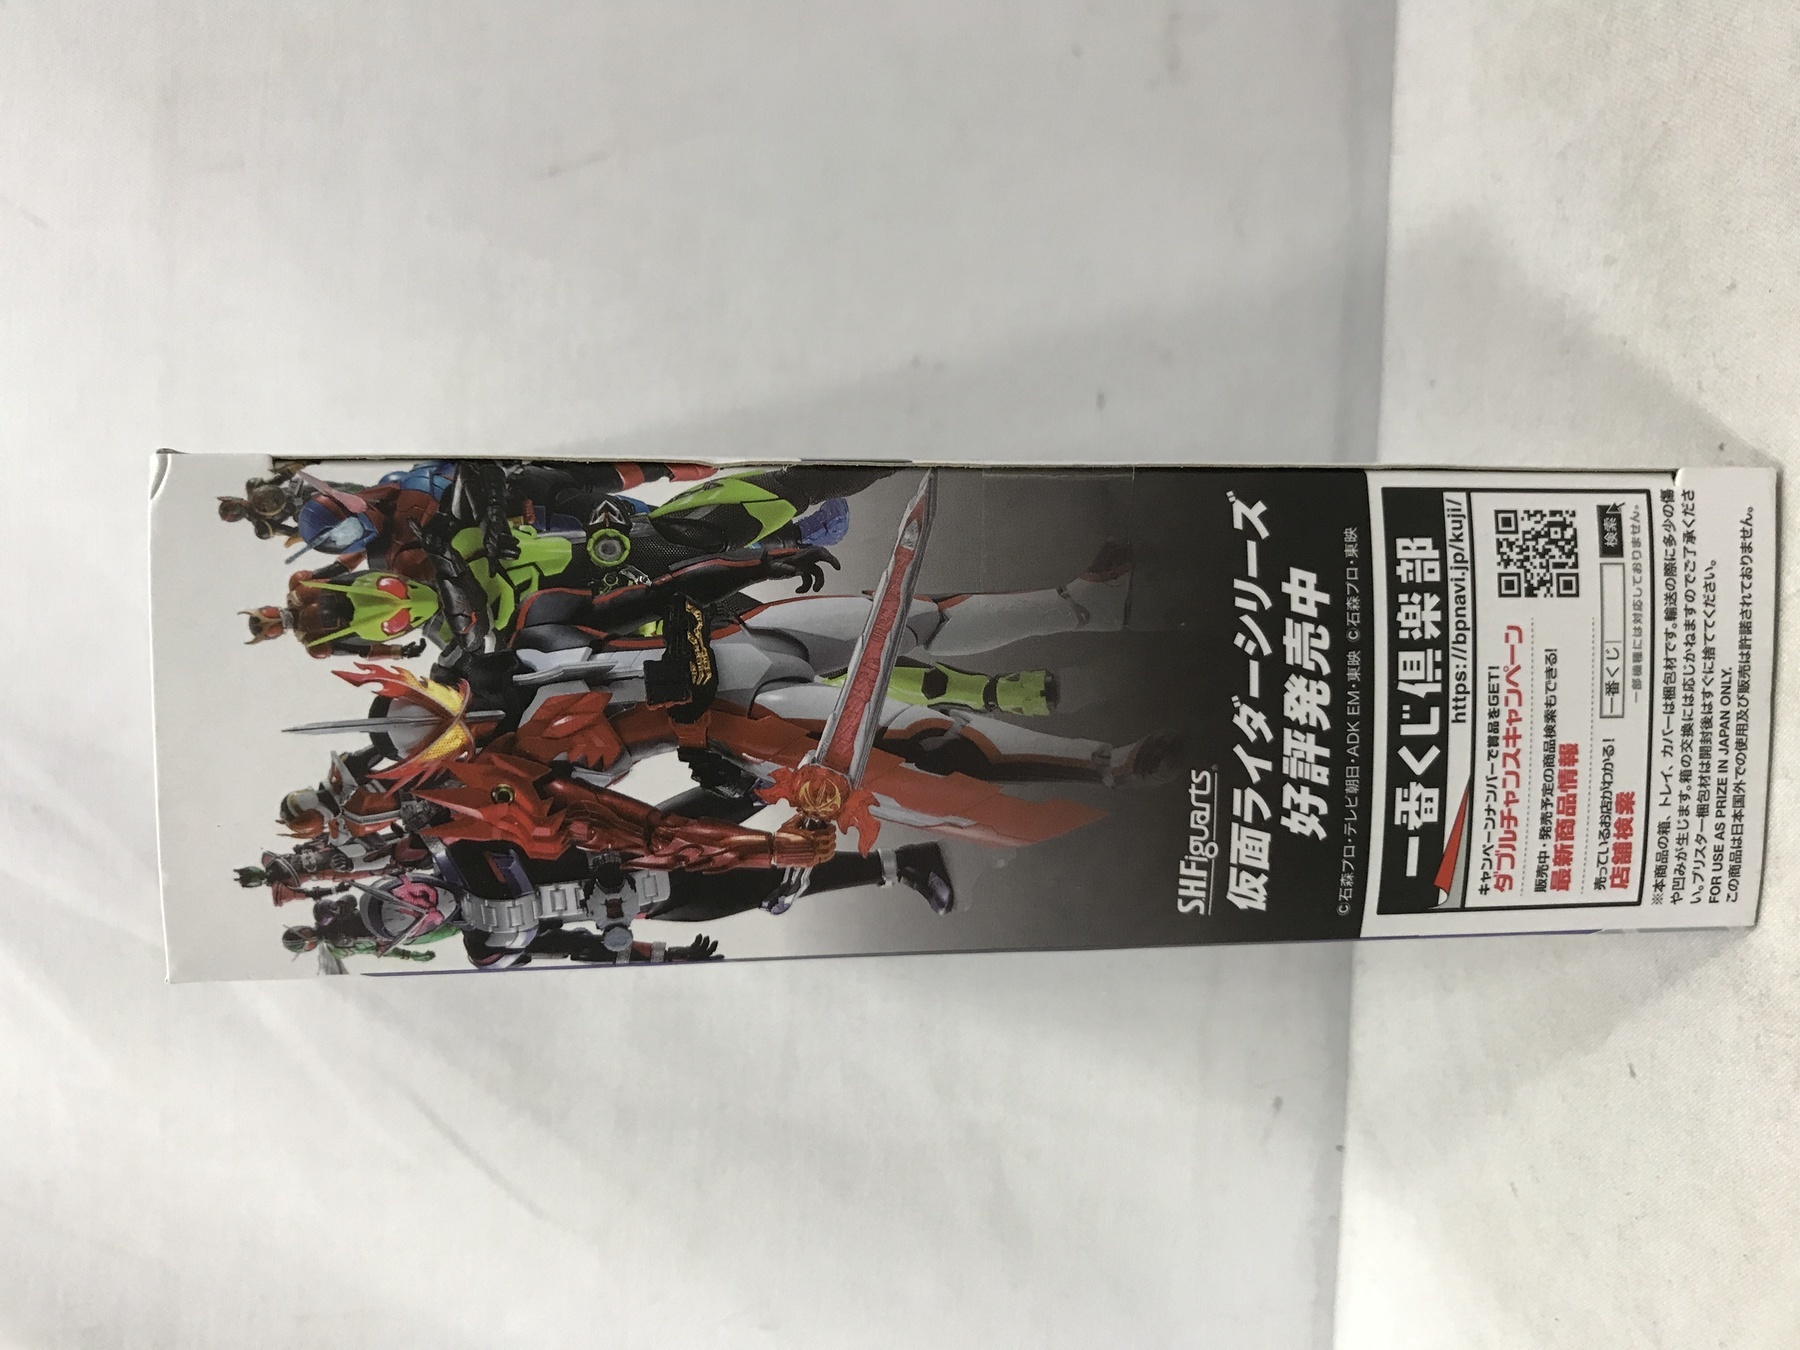 S.H.Figuarts
仮面ライダーシリーズ
好評発売中
©石森プロ・テレビ朝日・ADK EM・東映 ©石森プロ・東映
一番くじ倶楽部
https://bpnavi.jp/kuji/
キャンペーンナンバーで賞品をGET!
ダブルチャンスキャンペーン
販売中・発売予定の商品検索もできる!
最新商品情報
売っているお店がわかる!
店舗検索
一番くじ 検索
一部機種には対応しておりません。
※本商品の箱、トレイ、カバーは梱包材です。輸送の際に多少の傷
や凹みが生じます。箱の交換には応じかねますのでご了承くださ
い。ブリスター梱包材は開封後はすぐに捨ててください。
FOR USE AS PRIZE IN JAPAN ONLY.
この商品は日本国外での使用及び販売は許諾されておりません。